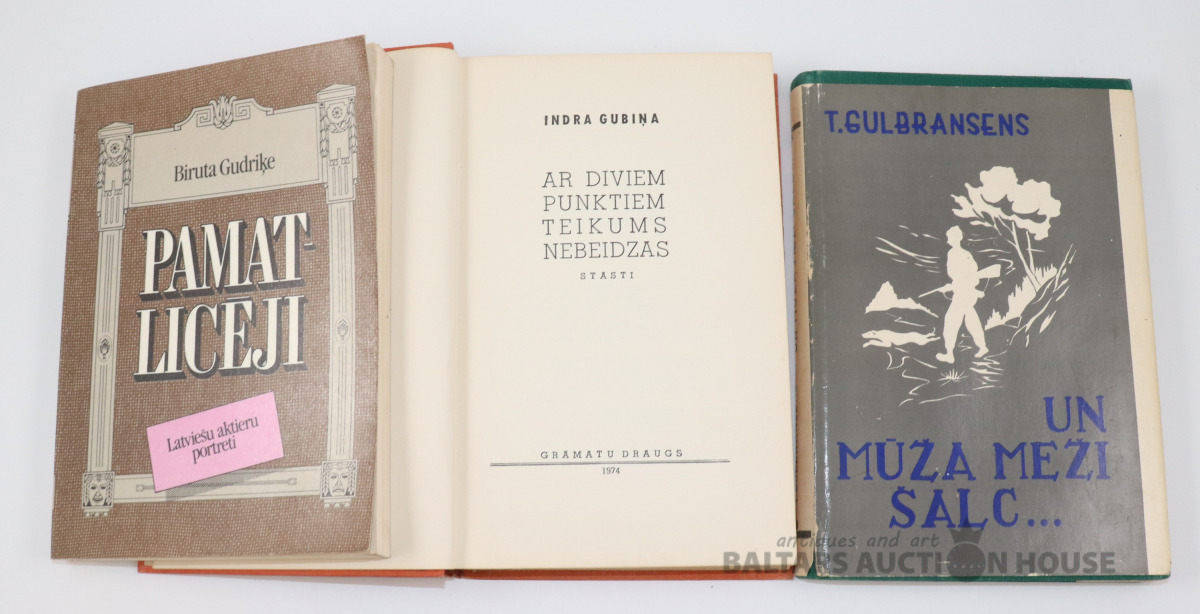 Biruta Gudriķe
PAMAT-
LICĒJI
Latviešu aktieru
portreti
INDRA GUBIŅA
AR DIVIEM
PUNKTIEM
TEIKUMS
NEBEIDZAS
STĀSTI
GRĀMATU DRAUGS
1974
T. GULBRANSENS
UN
MŪŽA MEŽI
ŠALC...
antiques and art
BALTARS AUCTION HOUSE